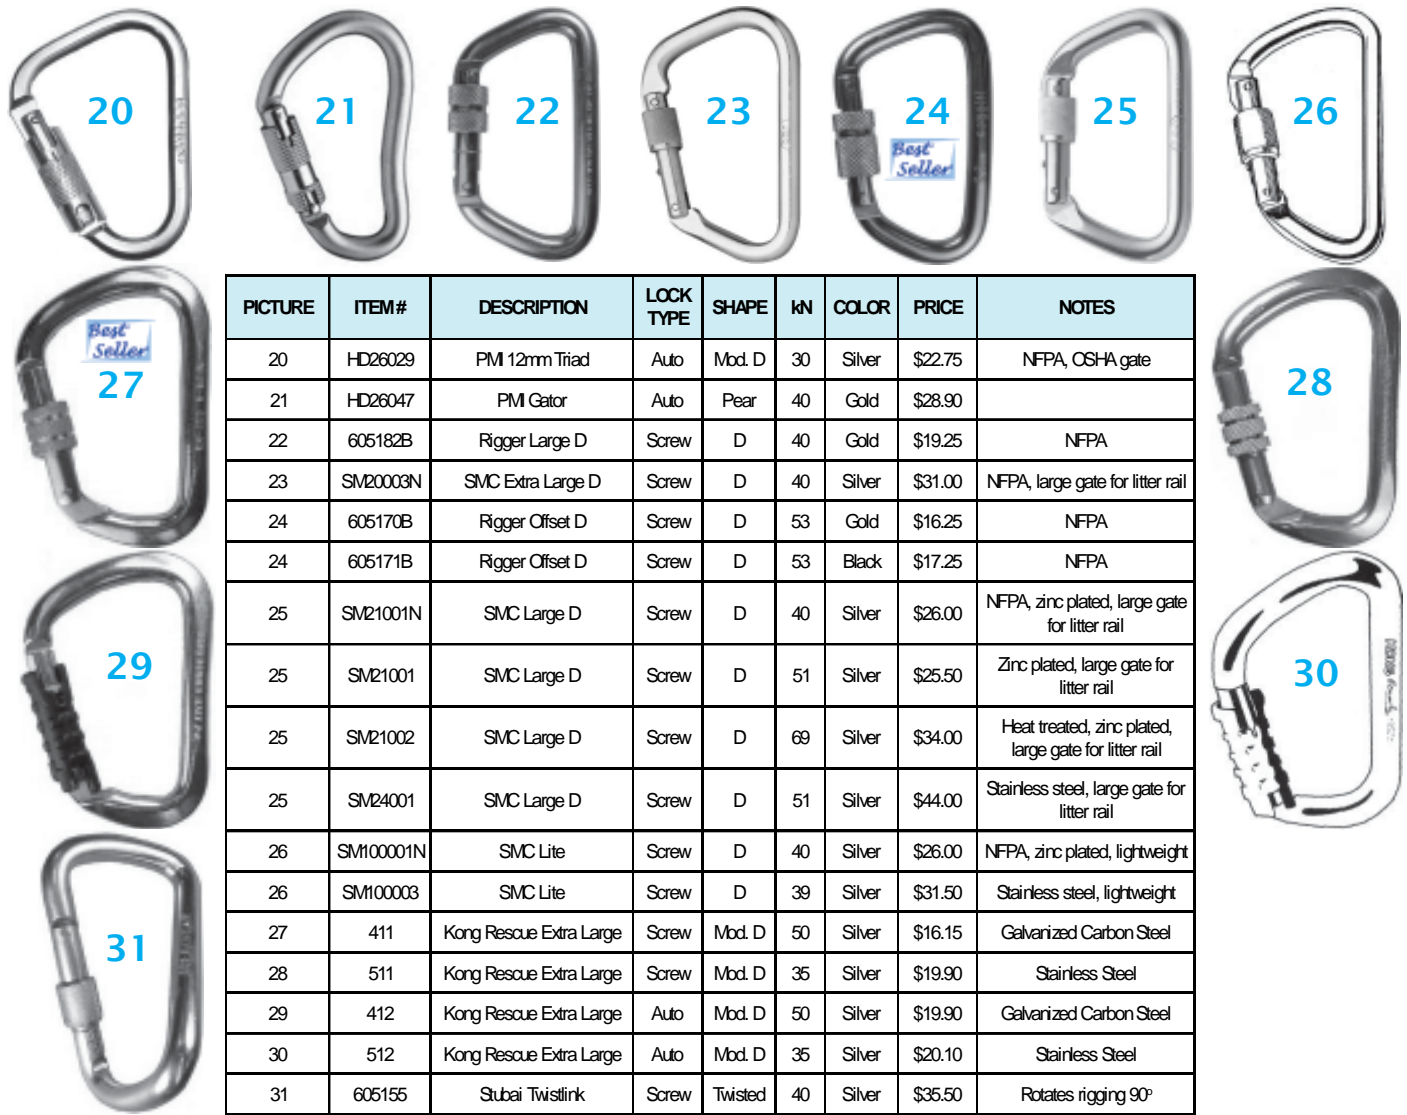 20
21
22
23
24
25
26
Best
Seller
Best
Seller
27
28
29
30
31
PICTURE ITEM# DESCRIPTION LOCK TYPE SHAPE kN COLOR PRICE NOTES
20 HD26029 PMI 12mm Triad Auto Mod. D 30 Silver $22.75 NFPA, OSHA gate
21 HD26047 PMI Gator Auto Pear 40 Gold $28.90
22 605182B Rigger Large D Screw D 40 Gold $19.25 NFPA
23 SM20003N SMC Extra Large D Screw D 40 Silver $31.00 NFPA, large gate for litter rail
24 605170B Rigger Offset D Screw D 53 Gold $16.25 NFPA
24 605171B Rigger Offset D Screw D 53 Black $17.25 NFPA
25 SM21001N SMC Large D Screw D 40 Silver $26.00 NFPA, zinc plated, large gate
for litter rail
25 SM21001 SMC Large D Screw D 51 Silver $25.50 Zinc plated, large gate for
litter rail
25 SM21002 SMC Large D Screw D 69 Silver $34.00 Heat treated, zinc plated,
large gate for litter rail
25 SM24001 SMC Large D Screw D 51 Silver $44.00 Stainless steel, large gate for
litter rail
26 SM100001N SMC Lite Screw D 40 Silver $26.00 NFPA, zinc plated, lightweight
26 SM100003 SMC Lite Screw D 39 Silver $31.50 Stainless steel, lightweight
27 411 Kong Rescue Extra Large Screw Mod. D 50 Silver $16.15 Galvanized Carbon Steel
28 511 Kong Rescue Extra Large Screw Mod. D 35 Silver $19.90 Stainless Steel
29 412 Kong Rescue Extra Large Auto Mod. D 50 Silver $19.90 Galvanized Carbon Steel
30 512 Kong Rescue Extra Large Auto Mod. D 35 Silver $20.10 Stainless Steel
31 605155 Stubai Twistlink Screw Twisted 40 Silver $35.50 Rotates rigging 90°